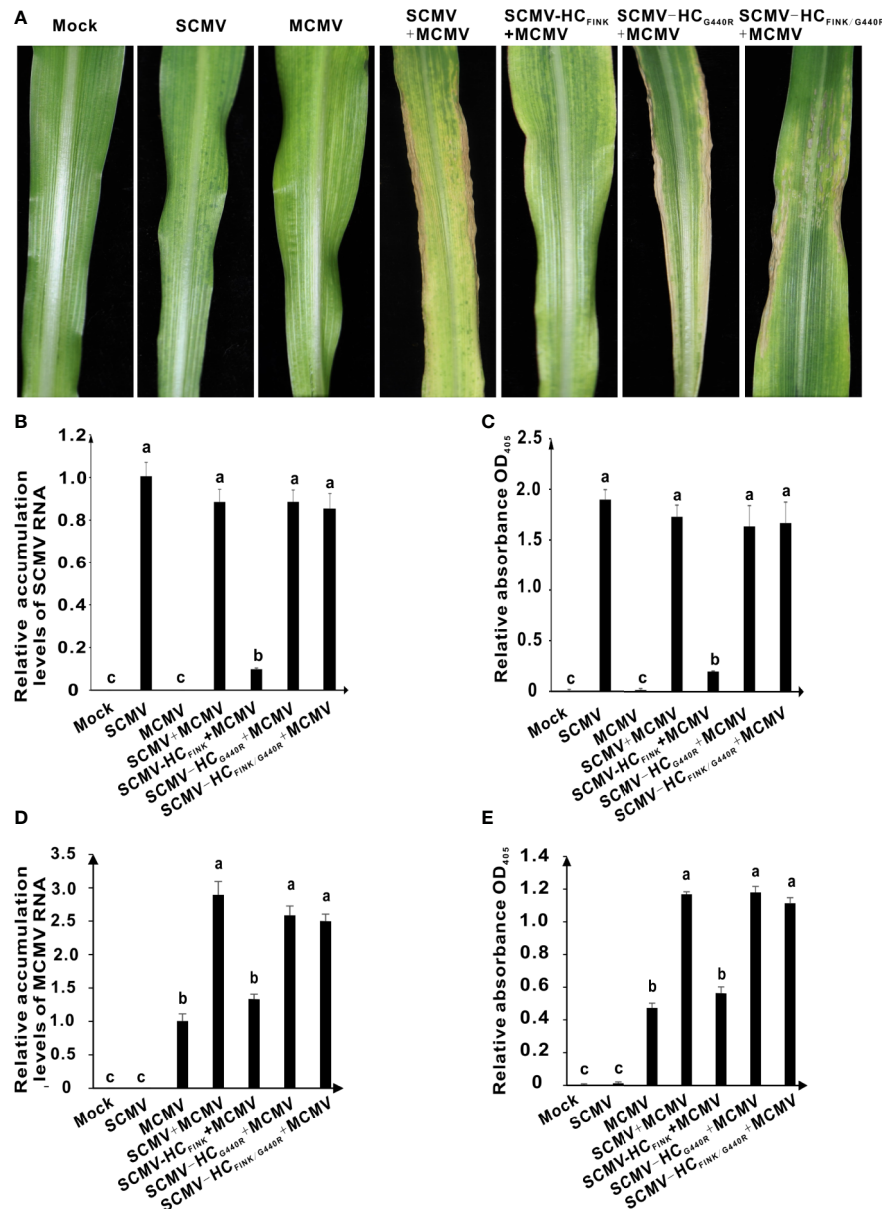 A
Mock
SCMV
MCMV
SCMV
+MCMV
SCMV-HCFINK
+MCMV
SCMV-HCG440R
+MCMV
SCMV-HCFINK/G440R
+MCMV
B
Relative accumulation
levels of SCMV RNA
1.2
1.0
0.8
0.6
0.4
0.2
0
c
a
c
a
b
a
a
Mock
SCMV
MCMV
SCMV+MCMV
SCMV-HCFINK+MCMV
SCMV-HCG440R+MCMV
SCMV-HCFINK/G440R+MCMV
C
Relative absorbance OD405
2.5
2.0
1.5
1.0
0.5
0
c
a
c
a
b
a
a
Mock
SCMV
MCMV
SCMV+MCMV
SCMV-HCFINK+MCMV
SCMV-HCG440R+MCMV
SCMV-HCFINK/G440R+MCMV
D
Relative accumulation
levels of MCMV RNA
3.5
3.0
2.5
2.0
1.5
1.0
0.5
0
c
c
b
a
b
a
a
Mock
SCMV
MCMV
SCMV+MCMV
SCMV-HCFINK+MCMV
SCMV-HCG440R+MCMV
SCMV-HCFINK/G440R+MCMV
E
Relative absorbance OD405
1.4
1.2
1.0
0.8
0.6
0.4
0.2
0
c
c
b
a
b
a
a
Mock
SCMV
MCMV
SCMV+MCMV
SCMV-HCFINK+MCMV
SCMV-HCG440R+MCMV
SCMV-HCFINK/G440R+MCMV